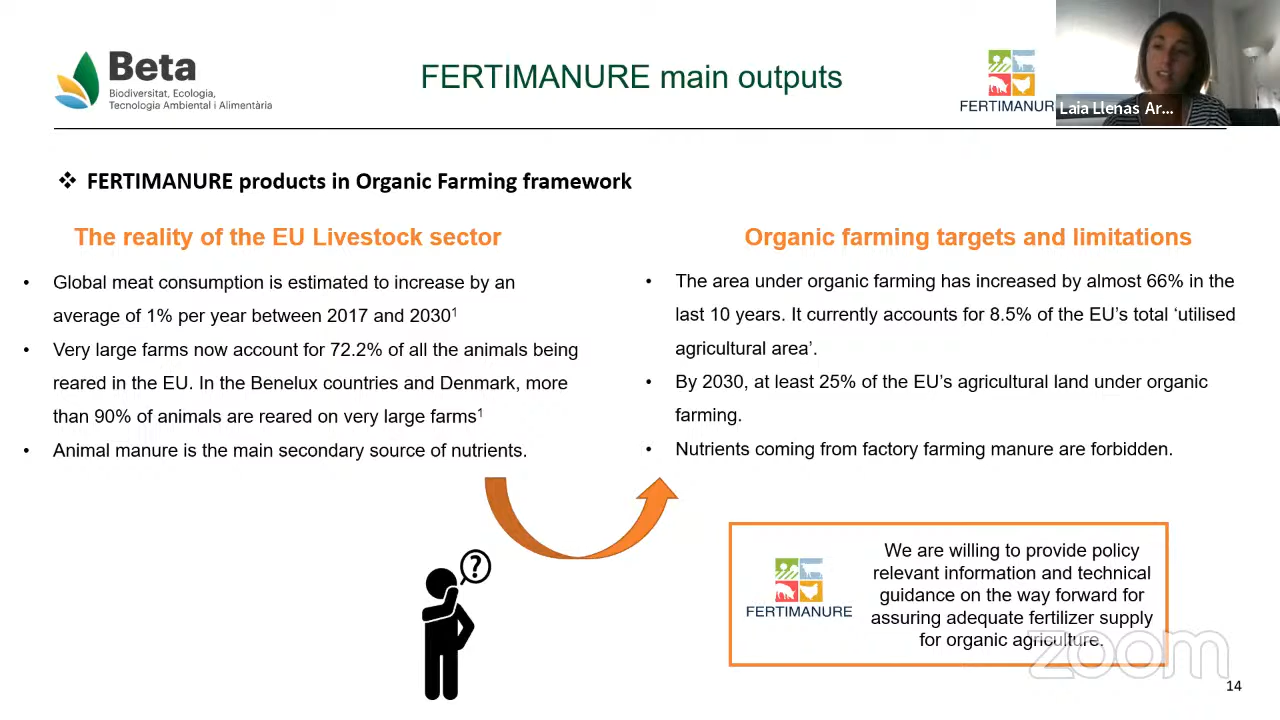 Beta
Biodiversitat, Ecologia,
Tecnologia Ambiental i Alimentària
FERTIMANURE main outputs
FERTIMANUR
Laia Llenas Ar...
❖ FERTIMANURE products in Organic Farming framework
The reality of the EU Livestock sector
• Global meat consumption is estimated to increase by an
average of 1% per year between 2017 and 2030¹
• Very large farms now account for 72.2% of all the animals being
reared in the EU. In the Benelux countries and Denmark, more
than 90% of animals are reared on very large farms¹
• Animal manure is the main secondary source of nutrients.
Organic farming targets and limitations
• The area under organic farming has increased by almost 66% in the
last 10 years. It currently accounts for 8.5% of the EU’s total ‘utilised
agricultural area’.
• By 2030, at least 25% of the EU’s agricultural land under organic
farming.
• Nutrients coming from factory farming manure are forbidden.
?
FERTIMANURE
We are willing to provide policy
relevant information and technical
guidance on the way forward for
assuring adequate fertilizer supply
for organic agriculture.
zoom
14